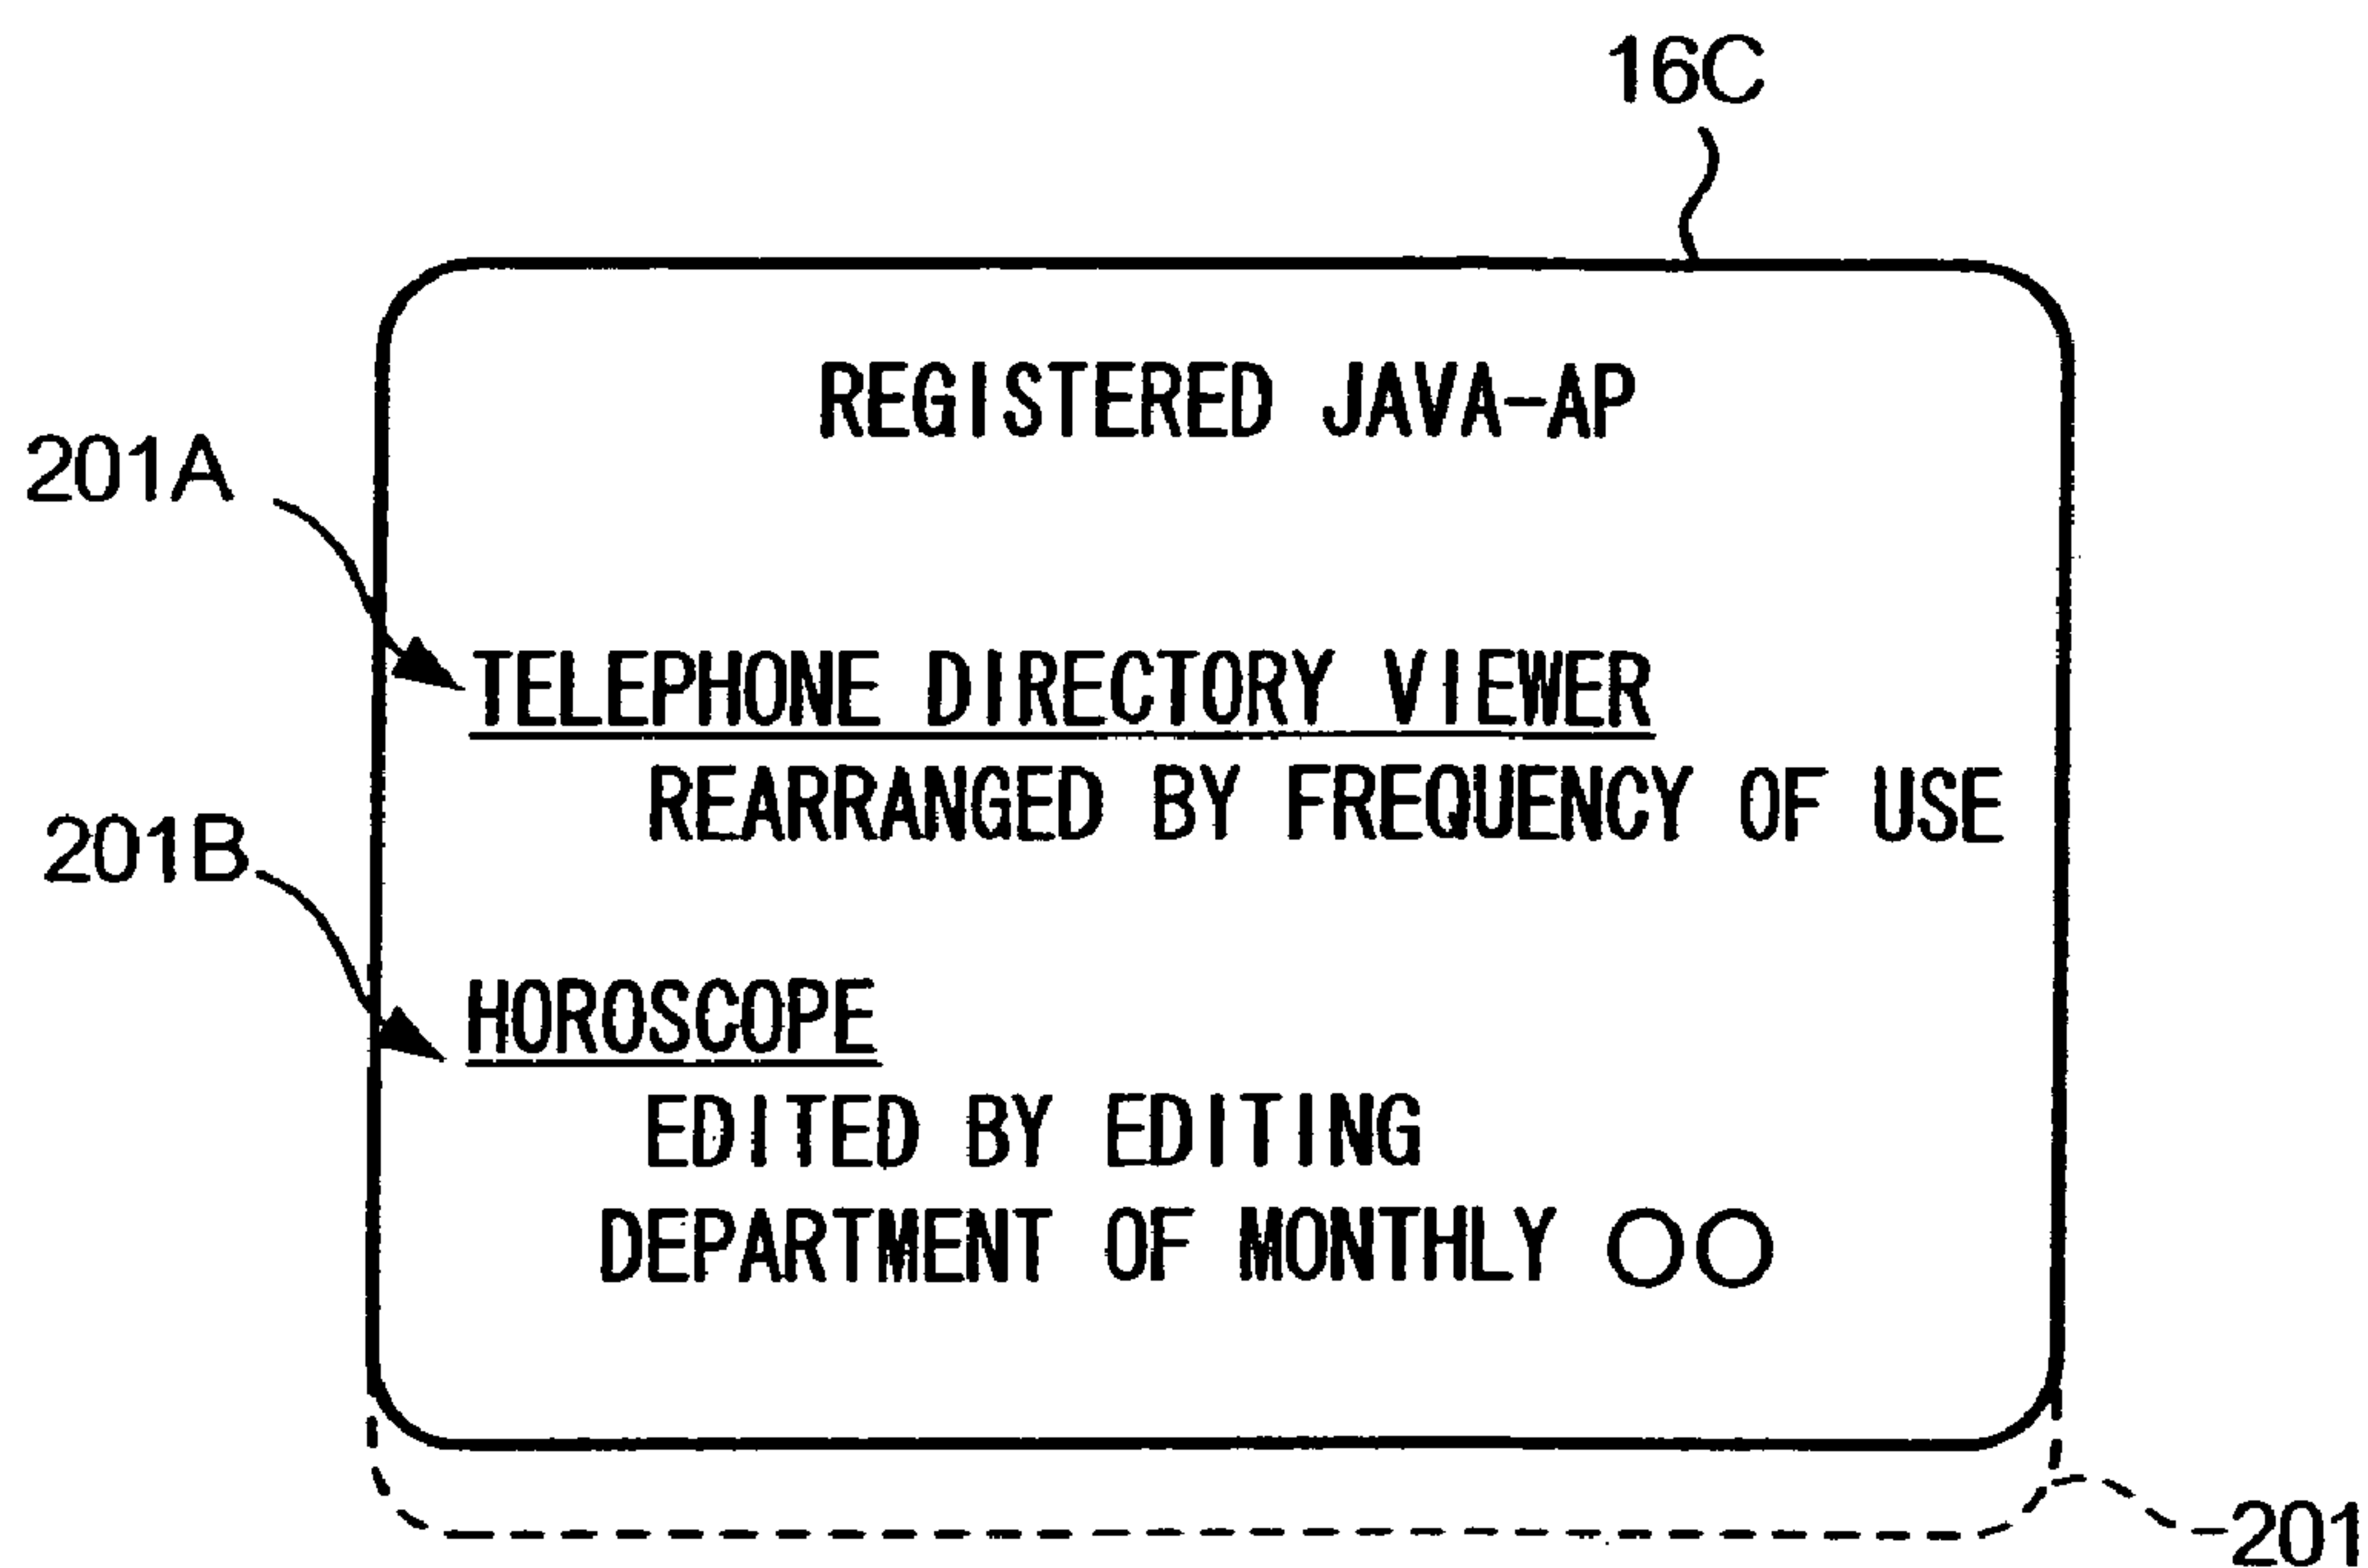 16C
REGISTERED JAVA-AP
201A
TELEPHONE DIRECTORY VIEWER
REARRANGED BY FREQUENCY OF USE
201B
HOROSCOPE
EDITED BY EDITING
DEPARTMENT OF MONTHLY ○○
201